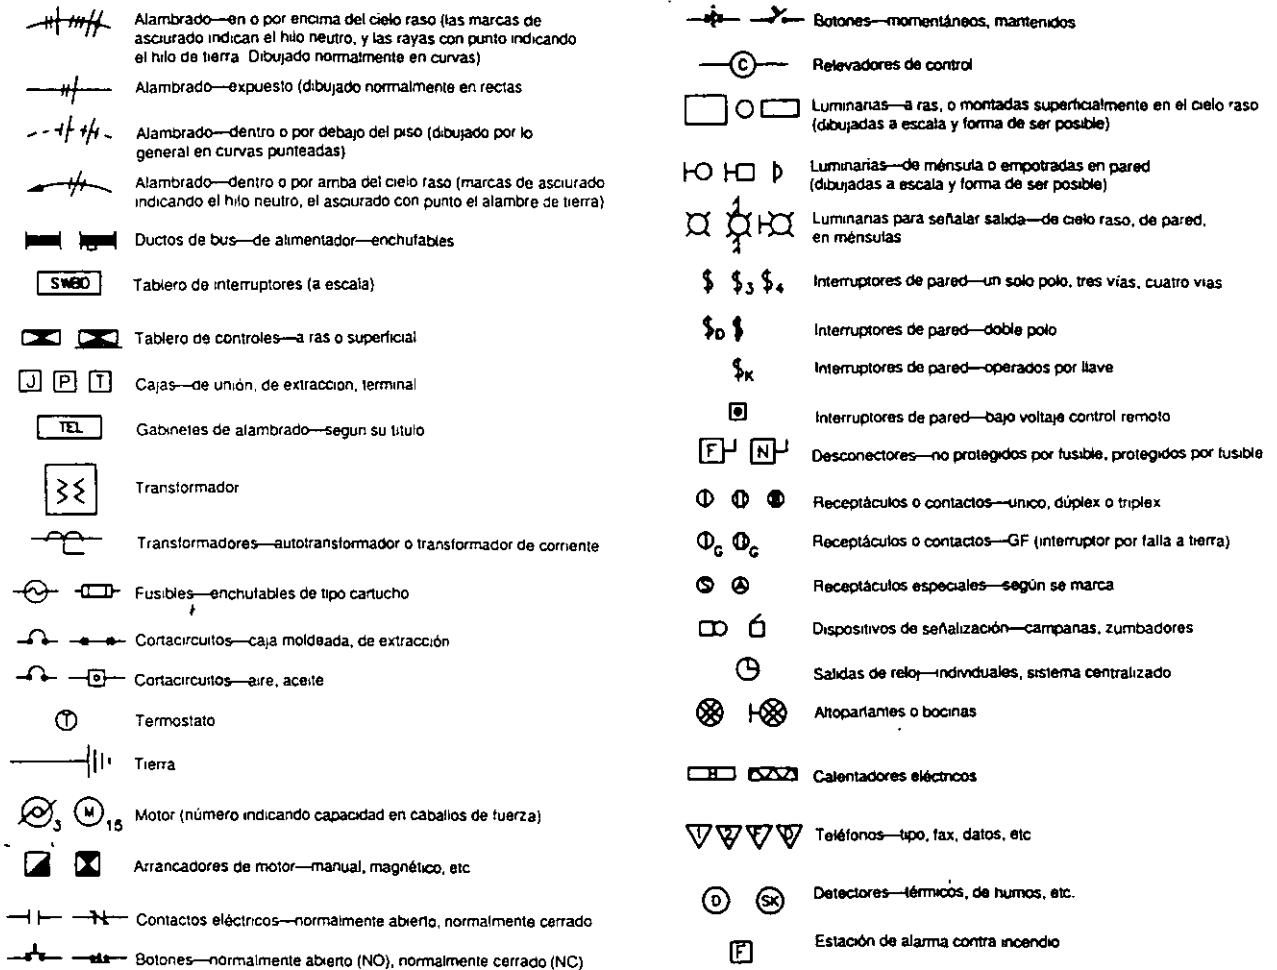 Alambrado—en o por encima del cielo raso (las marcas de
asciurado indican el hilo neutro, y las rayas con punto indicando
el hilo de tierra Dibujado normalmente en curvas)
Alambrado—expuesto (dibujado normalmente en rectas
Alambrado—dentro o por debajo del piso (dibujado por lo
general en curvas punteadas)
Alambrado—dentro o por arriba del cielo raso (marcas de asciurado
indicando el hilo neutro, el asciurado con punto el alambre de tierra)
Ductos de bus—de alimentador—enchufables
SWBD
Tablero de interruptores (a escala)
Tablero de controles—a ras o superficial
J P T
Cajas—de unión, de extraccion, terminal
TEL
Gabinetes de alambrado—segun su titulo
Transformador
Transformadores—autotransformador o transformador de corriente
Fusibles—enchufables de tipo cartucho
Cortacircuitos—caja moldeada, de extracción
Cortacircuitos—aire, aceite
T
Termostato
Tierra
3 M 15
Motor (número indicando capacidad en caballos de fuerza)
Arrancadores de motor—manual, magnético, etc
Contactos eléctricos—normalmente abierto, normalmente cerrado
Botones—normalmente abierto (NO), normalmente cerrado (NC)
Botones—momentáneos, mantenidos
C
Relevadores de control
Luminarias—a ras, o montadas superficialmente en el cielo raso
(dibujadas a escala y forma de ser posible)
Luminarias—de ménsula o empotradas en pared
(dibujadas a escala y forma de ser posible)
Luminarias para señalar salida—de cielo raso, de pared,
en ménsulas
$ $3 $4
Interruptores de pared—un solo polo, tres vías, cuatro vias
$D $
Interruptores de pared—doble polo
$K
Interruptores de pared—operados por llave
Interruptores de pared—bajo voltaje control remoto
F N
Desconectores—no protegidos por fusible, protegidos por fusible
Receptáculos o contactos—unico, dúplex o triplex
G G
Receptáculos o contactos—GF (interruptor por falla a tierra)
S A
Receptáculos especiales—según se marca
Dispositivos de señalización—campanas, zumbadores
Salidas de reloj—individuales, sistema centralizado
Altoparlantes o bocinas
H
Calentadores eléctricos
1 2 F D
Teléfonos—tipo, fax, datos, etc
D SK
Detectores—térmicos, de humos, etc.
F
Estación de alarma contra incendio